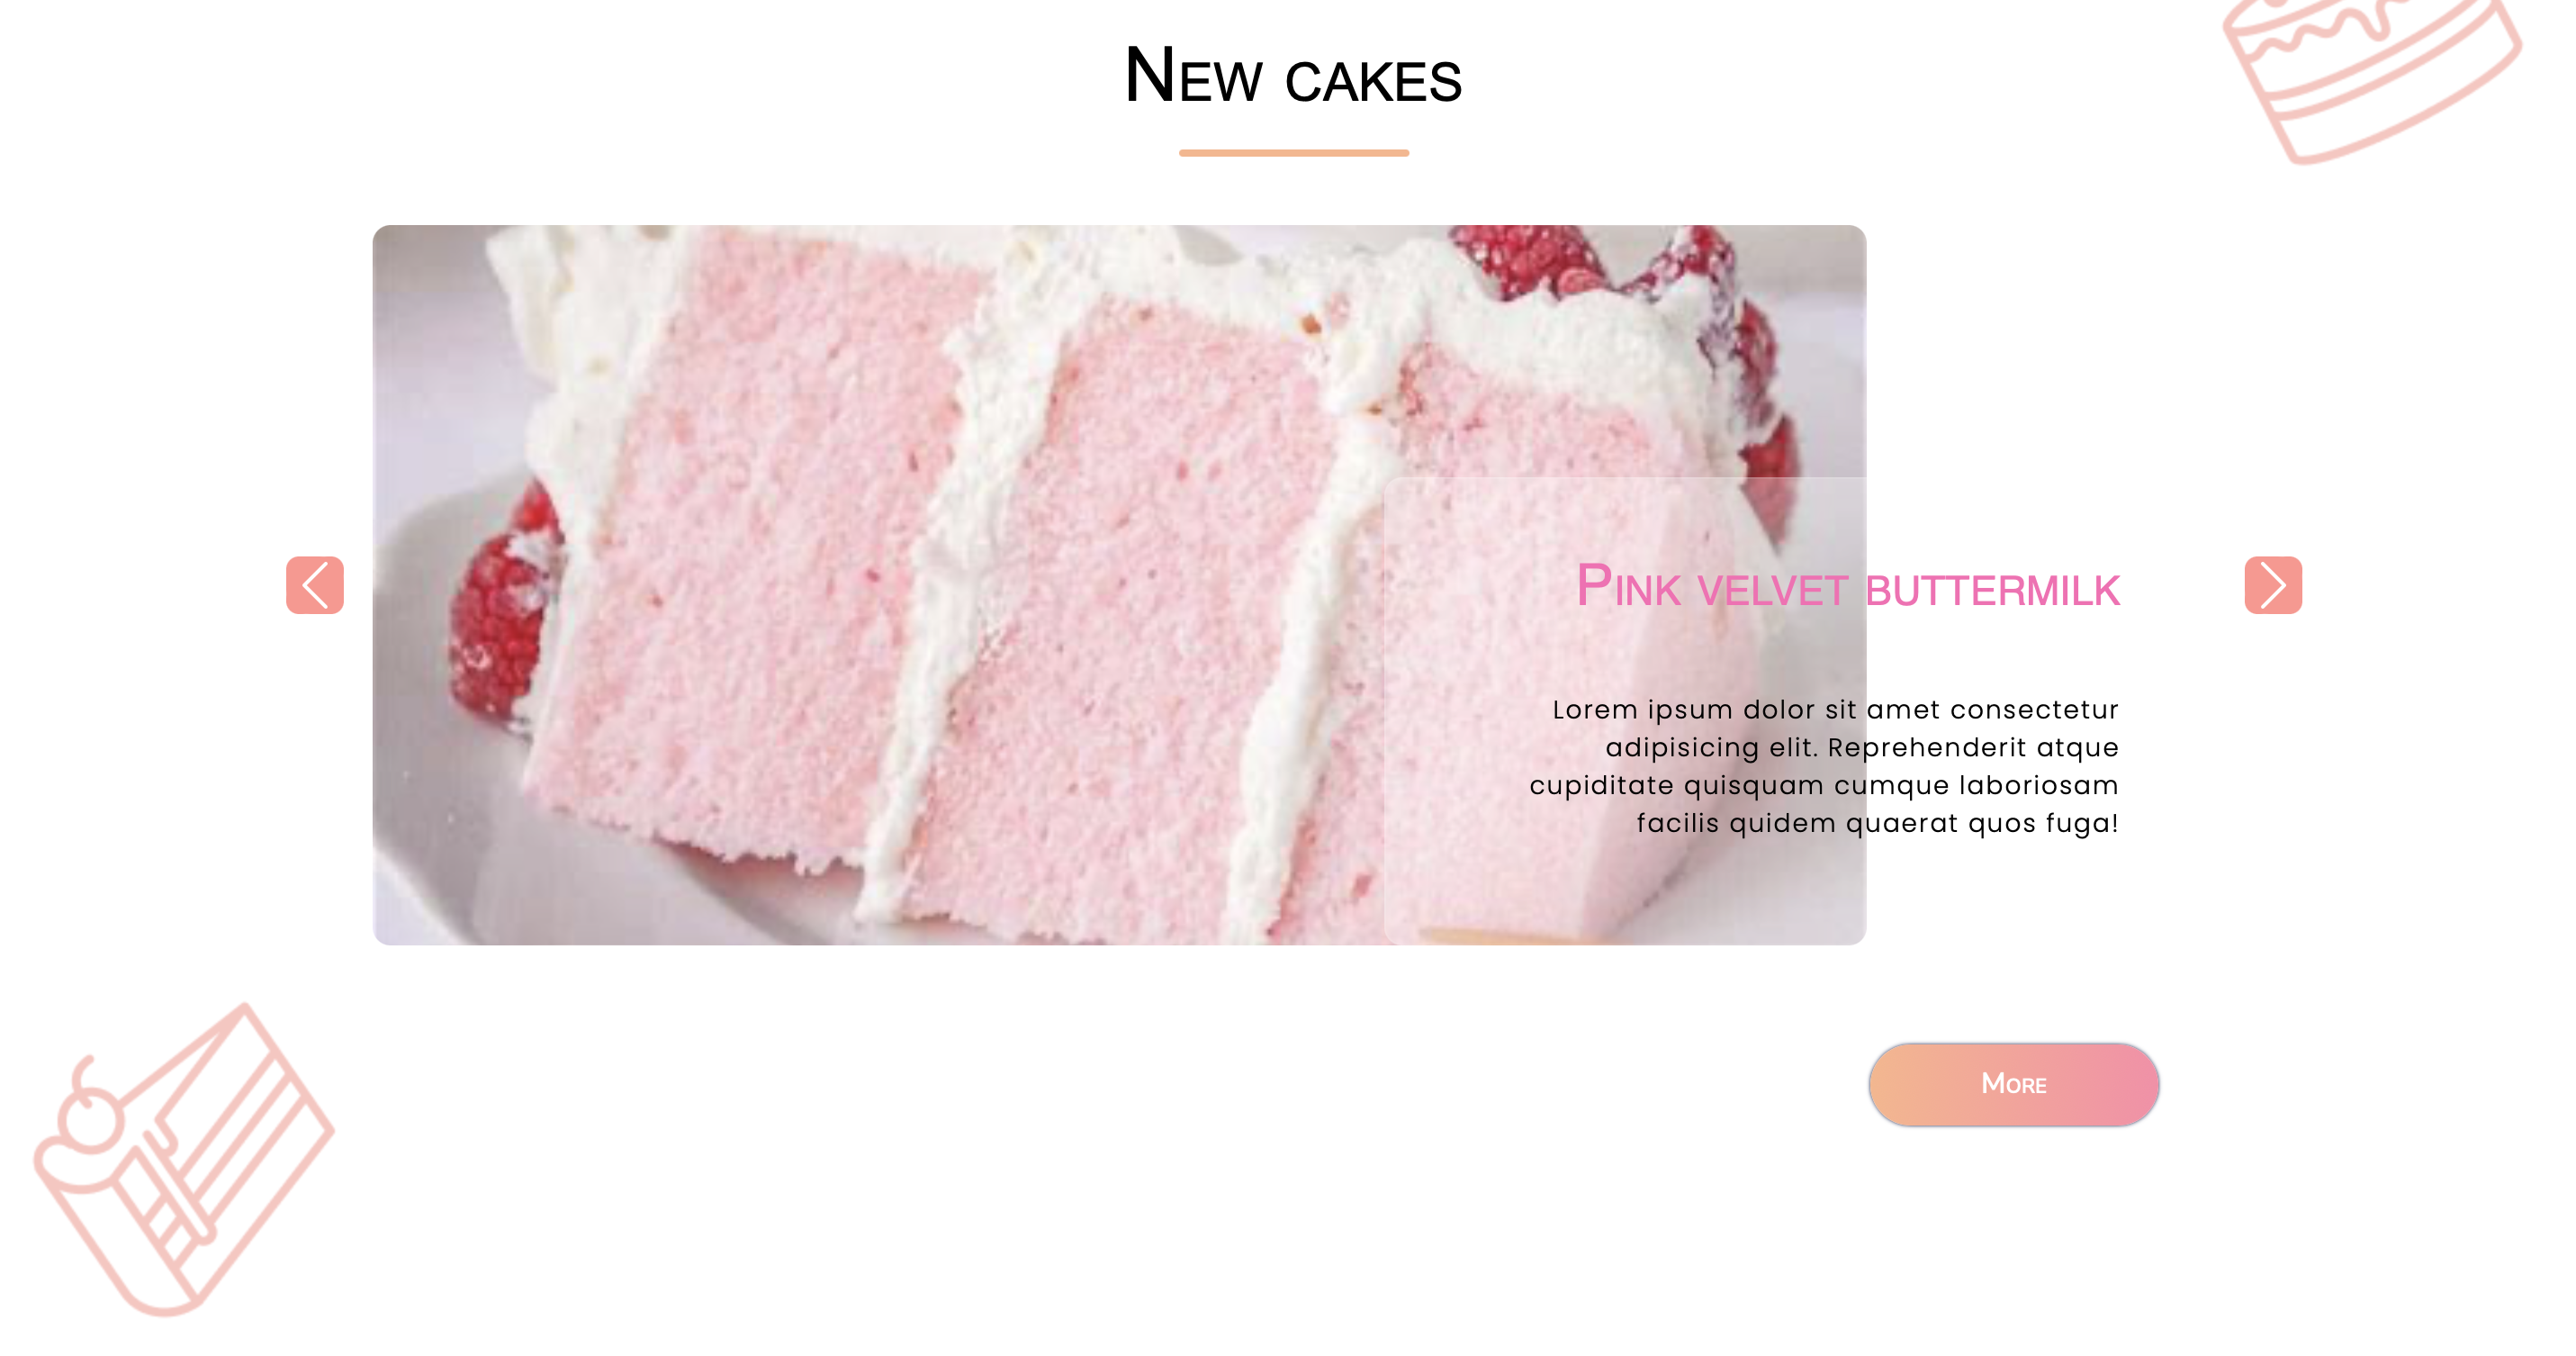 New cakes
Pink velvet buttermilk
Lorem ipsum dolor sit amet consectetur
adipisicing elit. Reprehenderit atque
cupiditate quisquam cumque laboriosam
facilis quidem quaerat quos fuga!
More